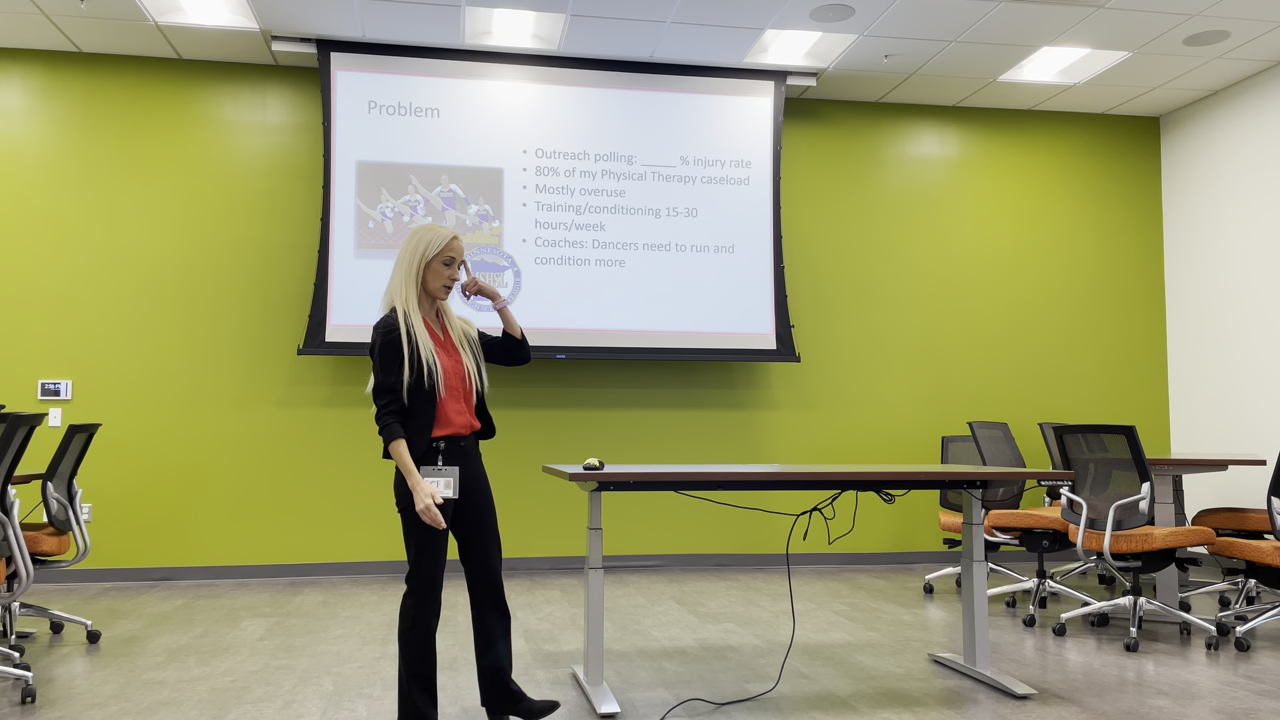 Problem
• Outreach polling: _____ % injury rate
• 80% of my Physical Therapy caseload
• Mostly overuse
• Training/conditioning 15-30
hours/week
• Coaches: Dancers need to run and
condition more